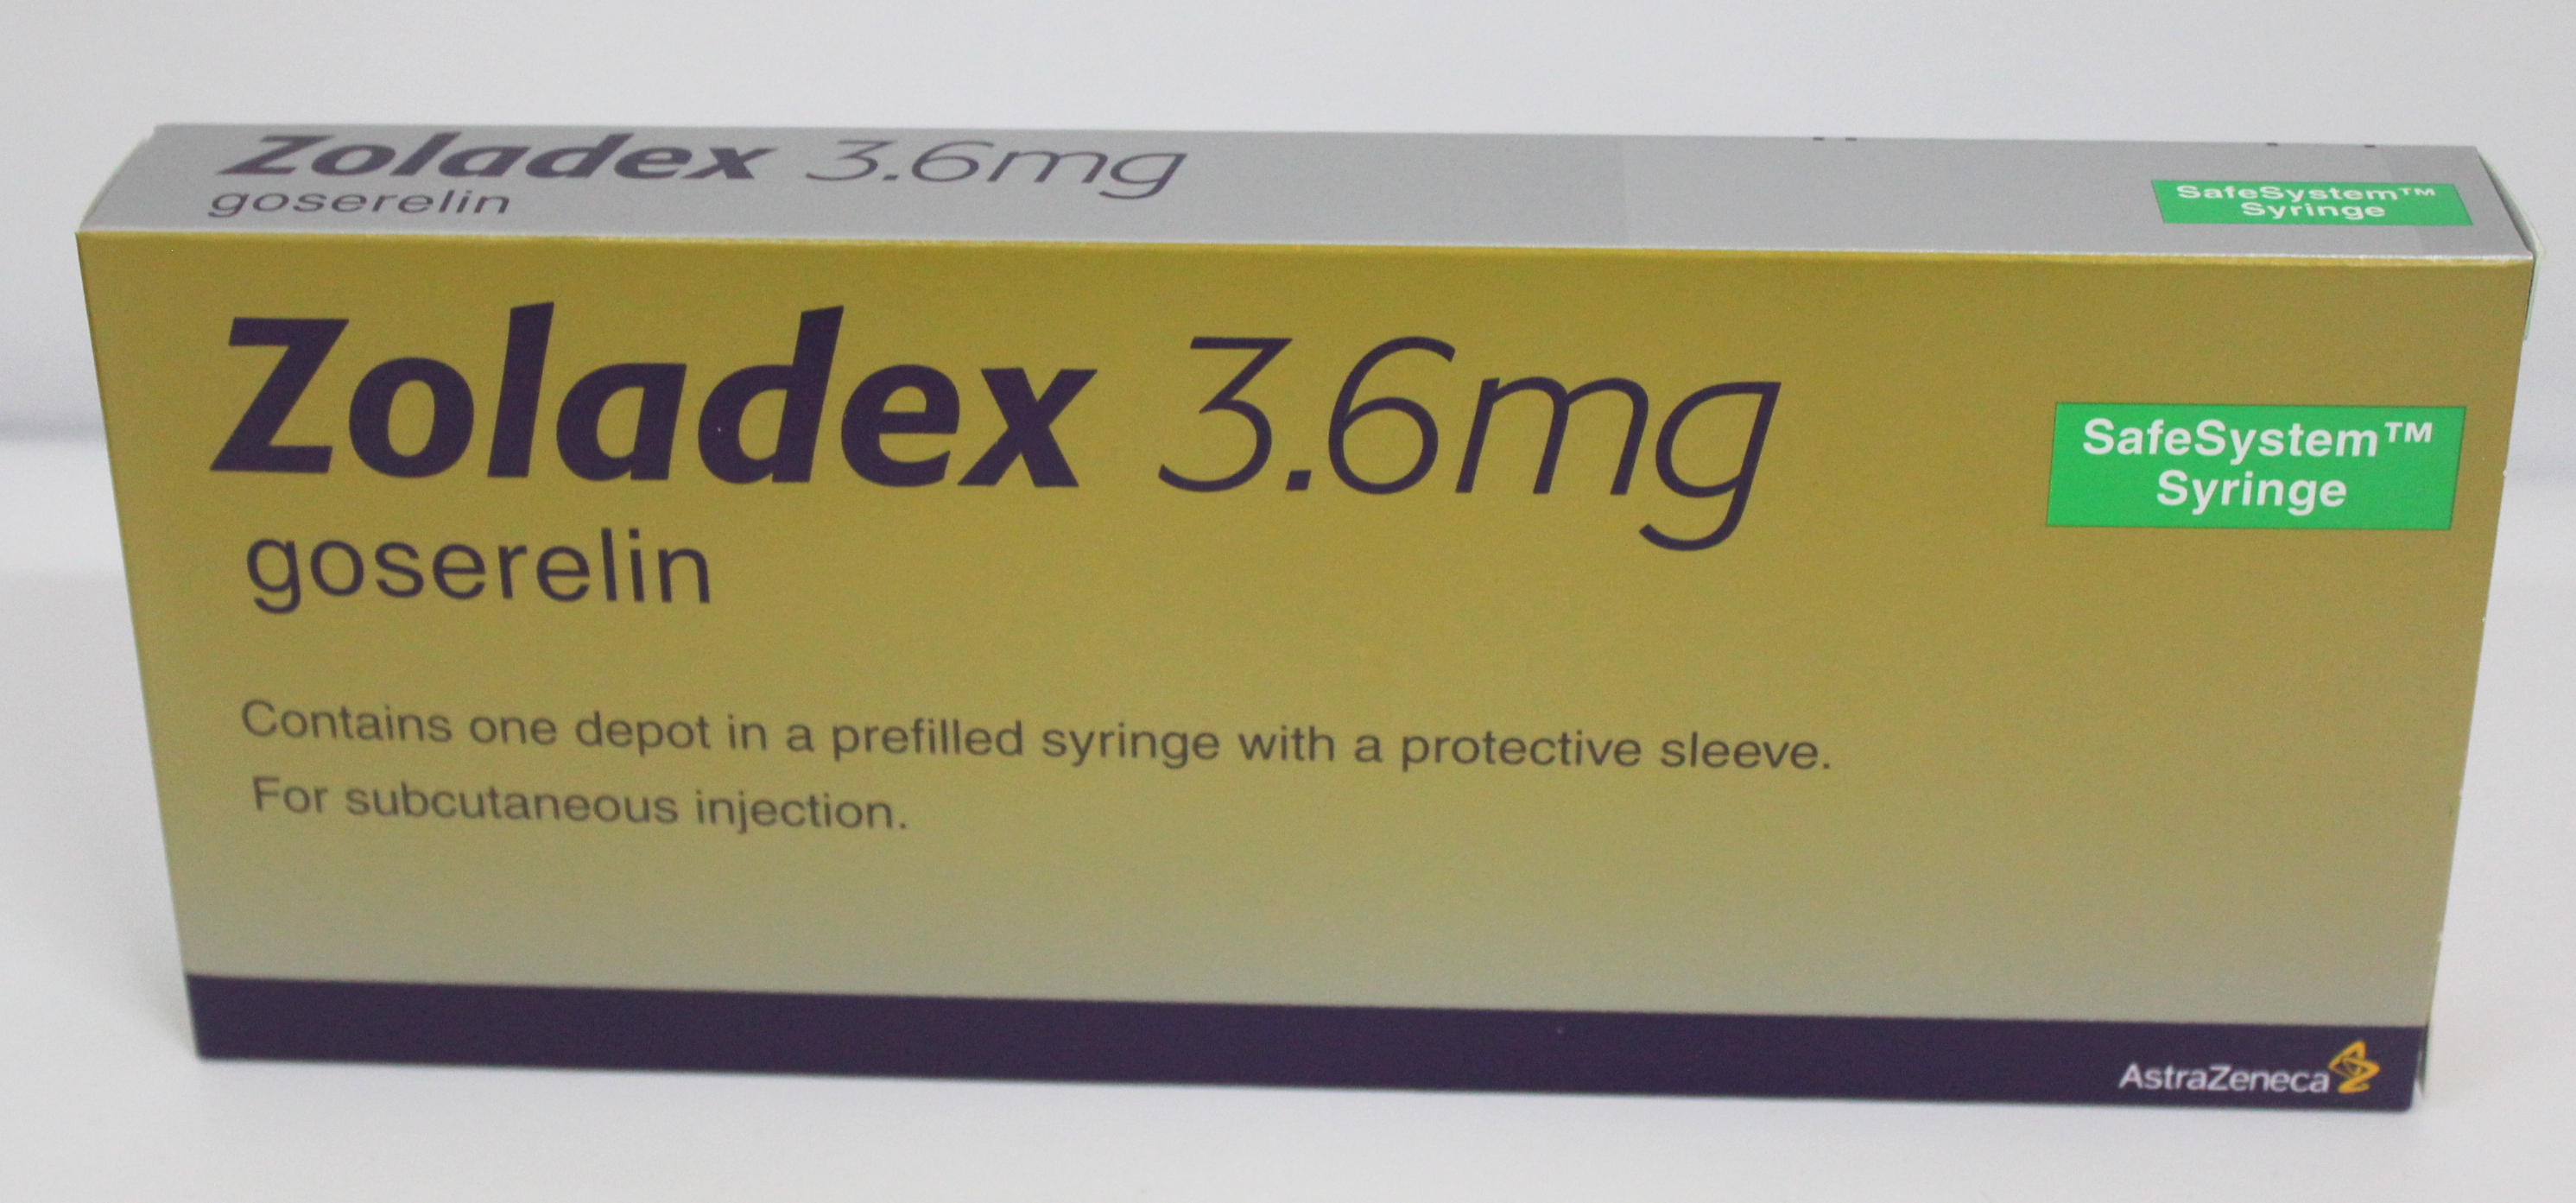 Zoladex 3.6mg
goserelin
SafeSystem™
Syringe
Zoladex 3.6mg
goserelin
SafeSystem™
Syringe
Contains one depot in a prefilled syringe with a protective sleeve.
For subcutaneous injection.
AstraZeneca